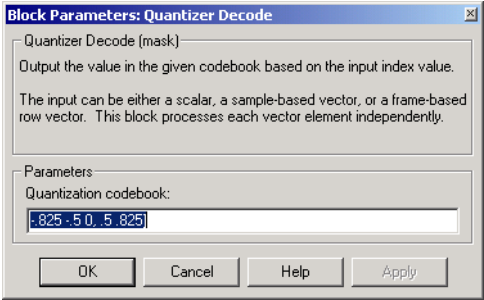 Block Parameters: Quantizer Decode
Quantizer Decode (mask)
Output the value in the given codebook based on the input index value.
The input can be either a scalar, a sample-based vector, or a frame-based
row vector. This block processes each vector element independently.
Parameters
Quantization codebook:
[-.825 -.5 0, .5 .825]
OK
Cancel
Help
Apply